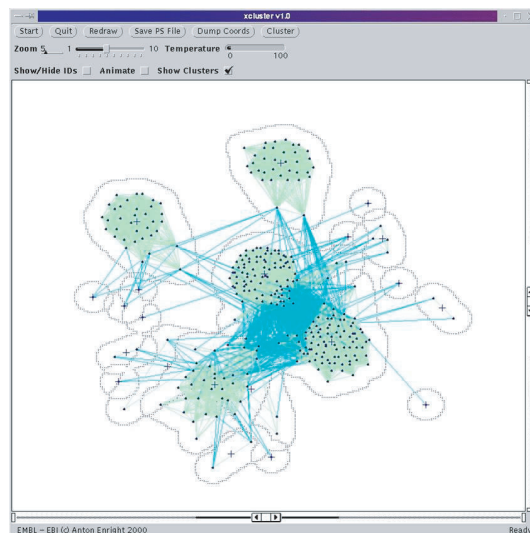 xcluster v1.0
Start Quit Redraw Save PS File Dump Coords Cluster
Zoom 5 1 10 Temperature 0 100
Show/Hide IDs Animate Show Clusters
EMBL - EBI (c) Anton Enright 2000 Ready